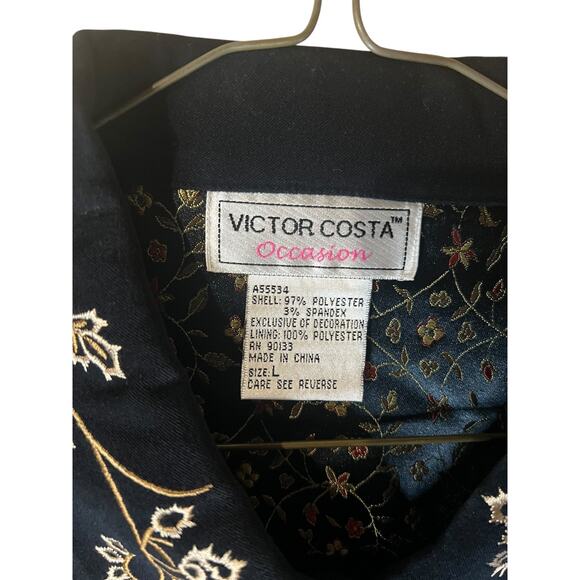 VICTOR COSTA™
Occasion
A55534
SHELL: 97% POLYESTER
3% SPANDEX
EXCLUSIVE OF DECORATION
LINING: 100% POLYESTER
RN 90133
MADE IN CHINA
SIZE: L
CARE SEE REVERSE